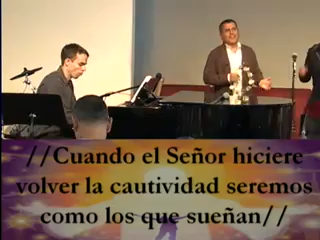 //Cuando el Señor hiciere
volver la cautividad seremos
como los que sueñan//